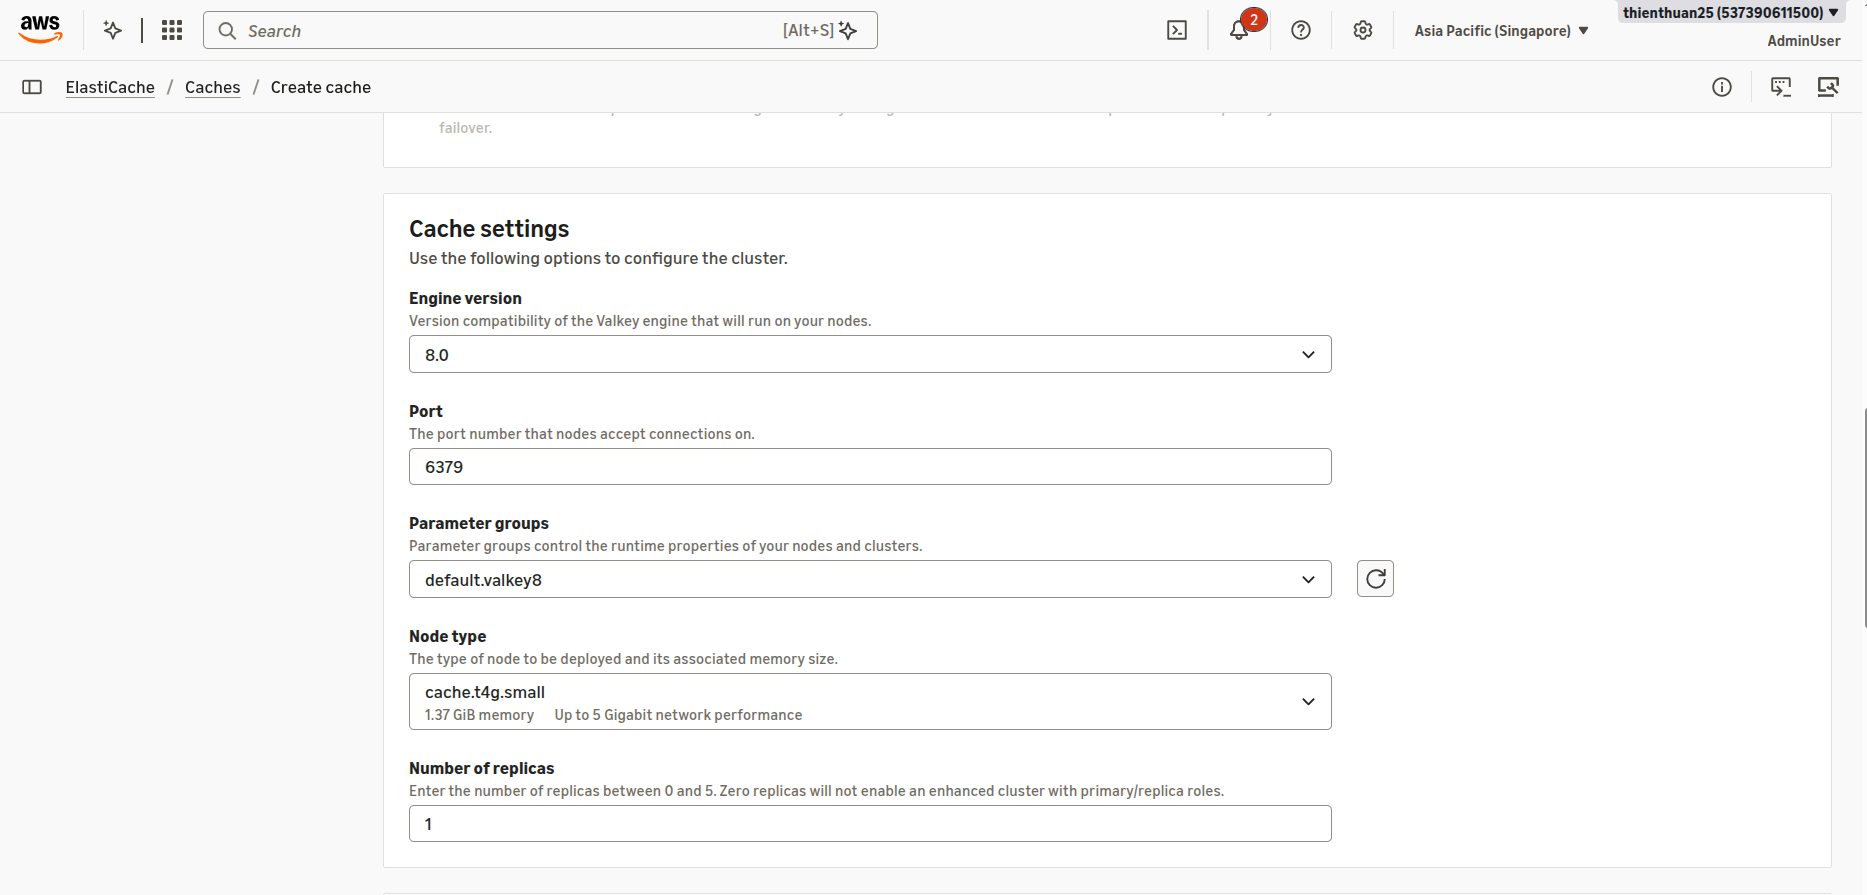 aws
Search
[Alt+S]
2
Asia Pacific (Singapore)
thienthuan25 (537390611500)
AdminUser
ElastiCache / Caches / Create cache
failover.
Cache settings
Use the following options to configure the cluster.
Engine version
Version compatibility of the Valkey engine that will run on your nodes.
8.0
Port
The port number that nodes accept connections on.
6379
Parameter groups
Parameter groups control the runtime properties of your nodes and clusters.
default.valkey8
Node type
The type of node to be deployed and its associated memory size.
cache.t4g.small
1.37 GiB memory Up to 5 Gigabit network performance
Number of replicas
Enter the number of replicas between 0 and 5. Zero replicas will not enable an enhanced cluster with primary/replica roles.
1